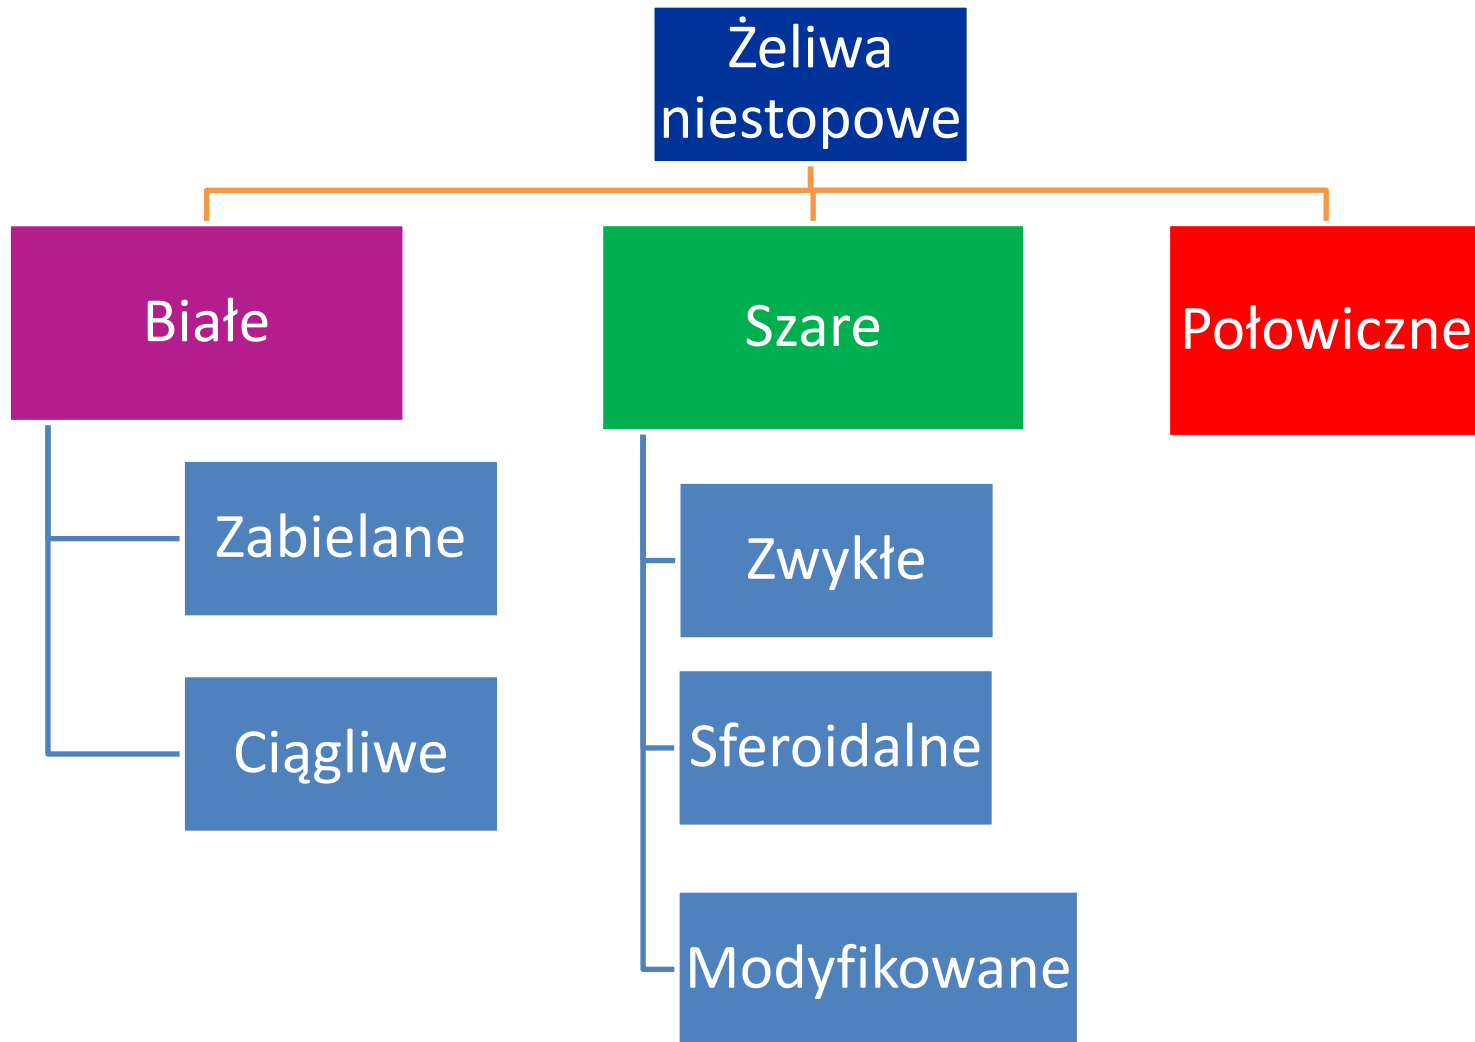 Żeliwa
niestopowe
Białe
Szare
Połowiczne
Zabielane
Ciągliwe
Zwykłe
Sferoidalne
Modyfikowane